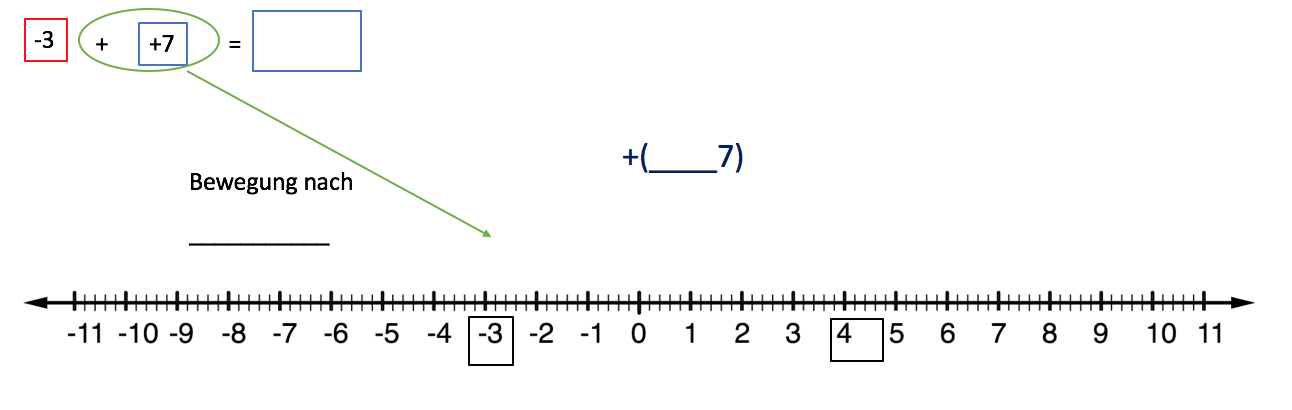 -3 + +7 =
+(____7)
Bewegung nach
___________
-11 -10 -9 -8 -7 -6 -5 -4 -3 -2 -1 0 1 2 3 4 5 6 7 8 9 10 11